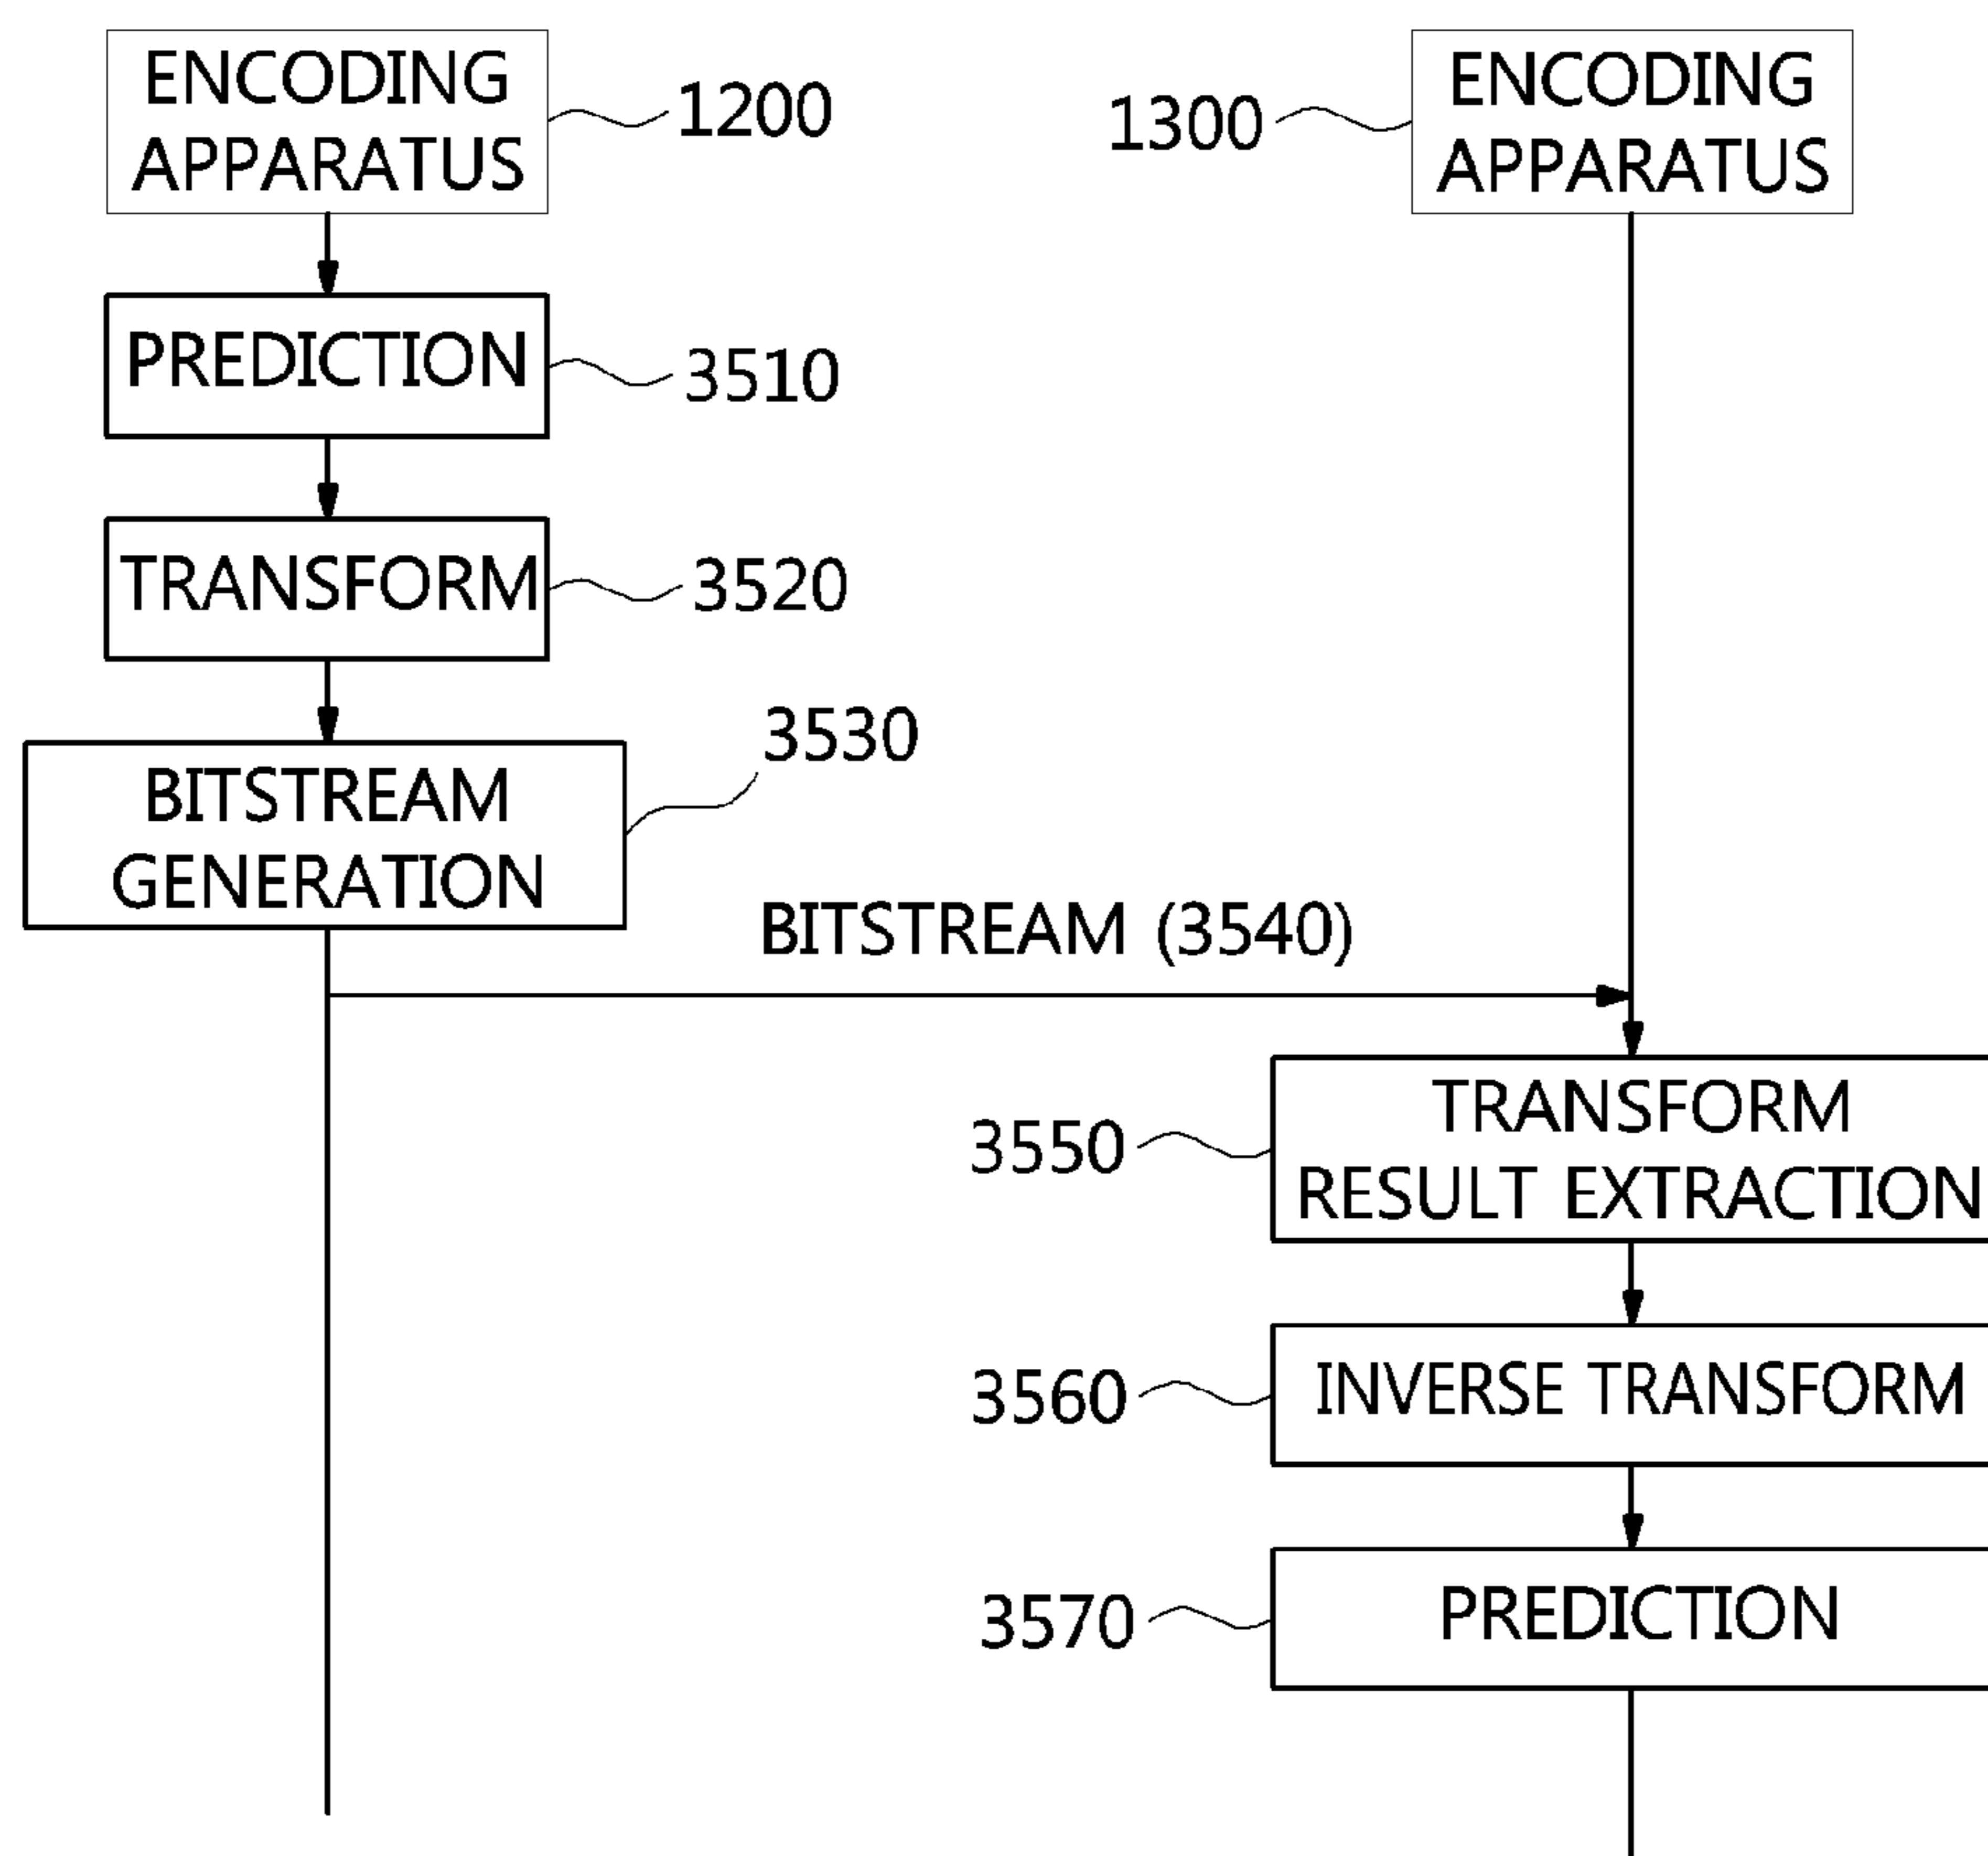 ENCODING
APPARATUS
1200
1300
ENCODING
APPARATUS
PREDICTION
3510
TRANSFORM
3520
3530
BITSTREAM
GENERATION
BITSTREAM (3540)
TRANSFORM
RESULT EXTRACTION
3550
INVERSE TRANSFORM
3560
PREDICTION
3570